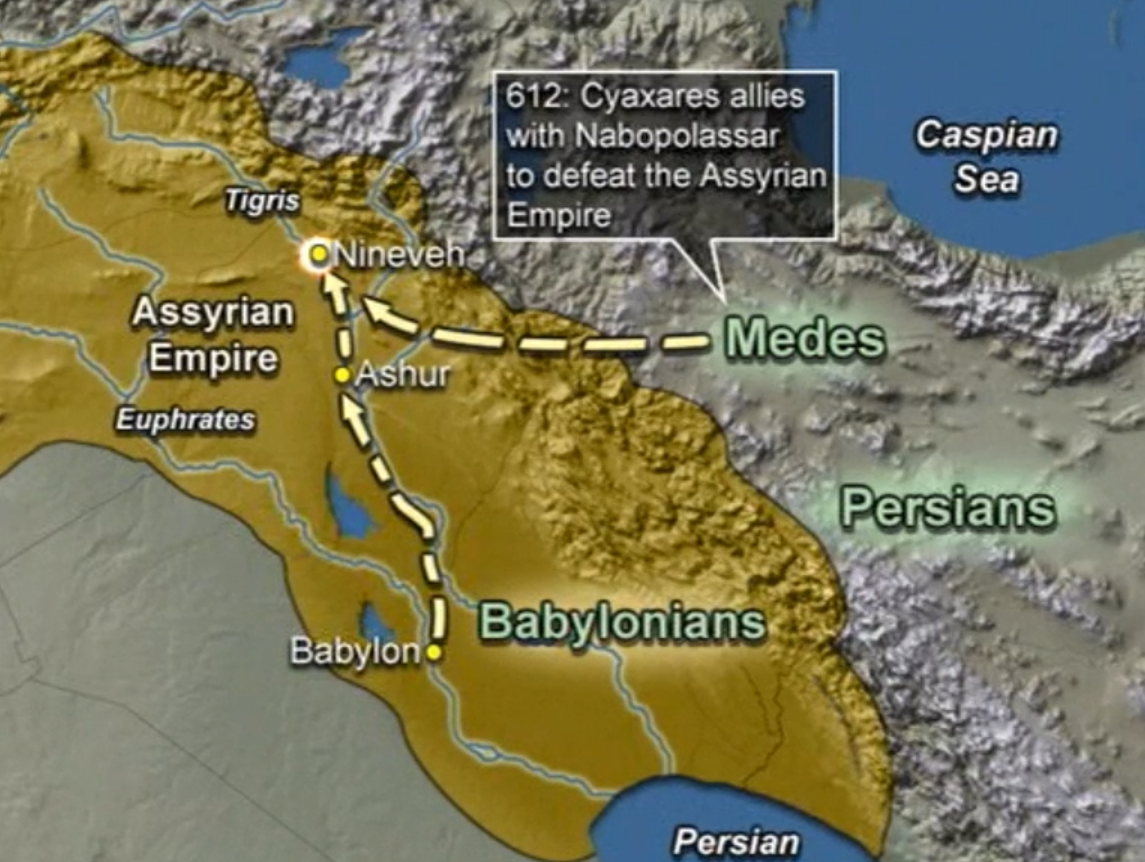 612: Cyaxares allies
with Nabopolassar
to defeat the Assyrian
Empire
Caspian
Sea
Tigris
Nineveh
Assyrian
Empire
Medes
Ashur
Euphrates
Persians
Babylonians
Babylon
Persian